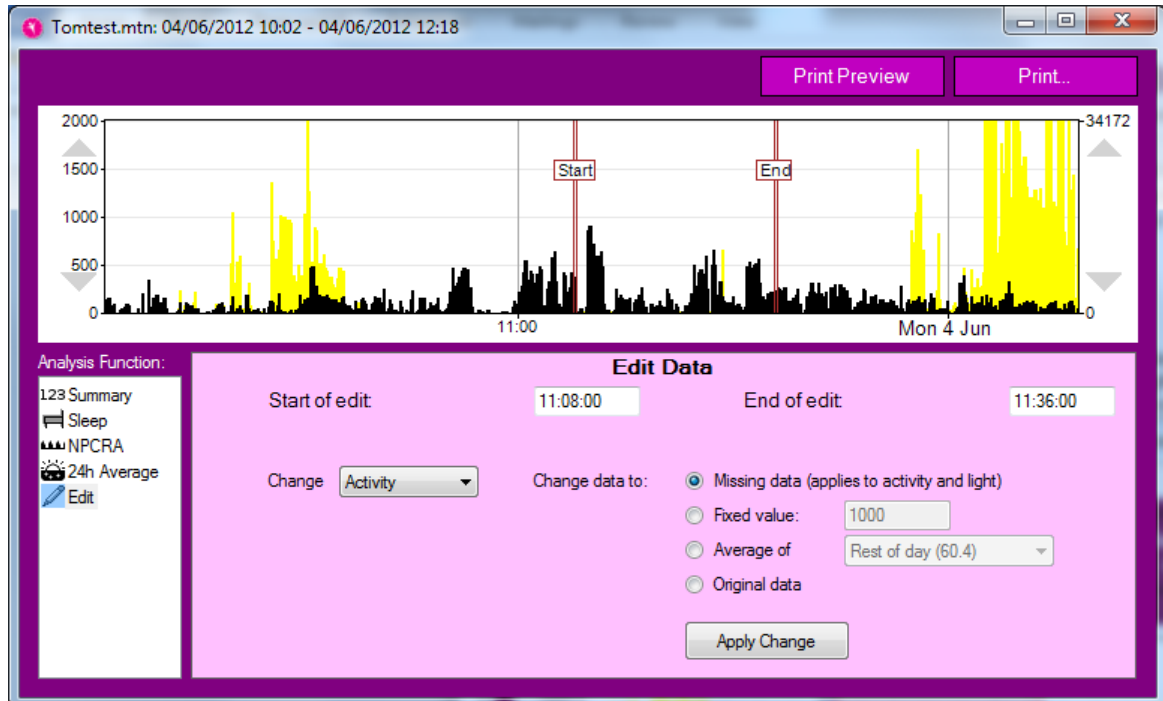 Tomtest.mtn: 04/06/2012 10:02 - 04/06/2012 12:18
Print Preview Print...
2000 34172
1500
Start End
1000
500
0 0
11:00 Mon 4 Jun
Analysis Function:
123 Summary
Sleep
NPCRA
24h Average
Edit
Edit Data
Start of edit: 11:08:00 End of edit: 11:36:00
Change Activity Change data to: Missing data (applies to activity and light)
Fixed value: 1000
Average of Rest of day (60.4)
Original data
Apply Change